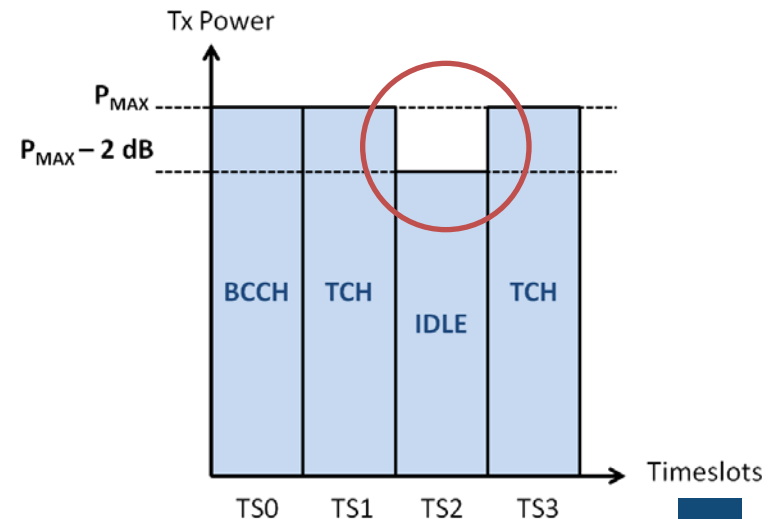 Tx Power
PMAX
PMAX – 2 dB
BCCH
TCH
IDLE
TCH
Timeslots
TS0
TS1
TS2
TS3